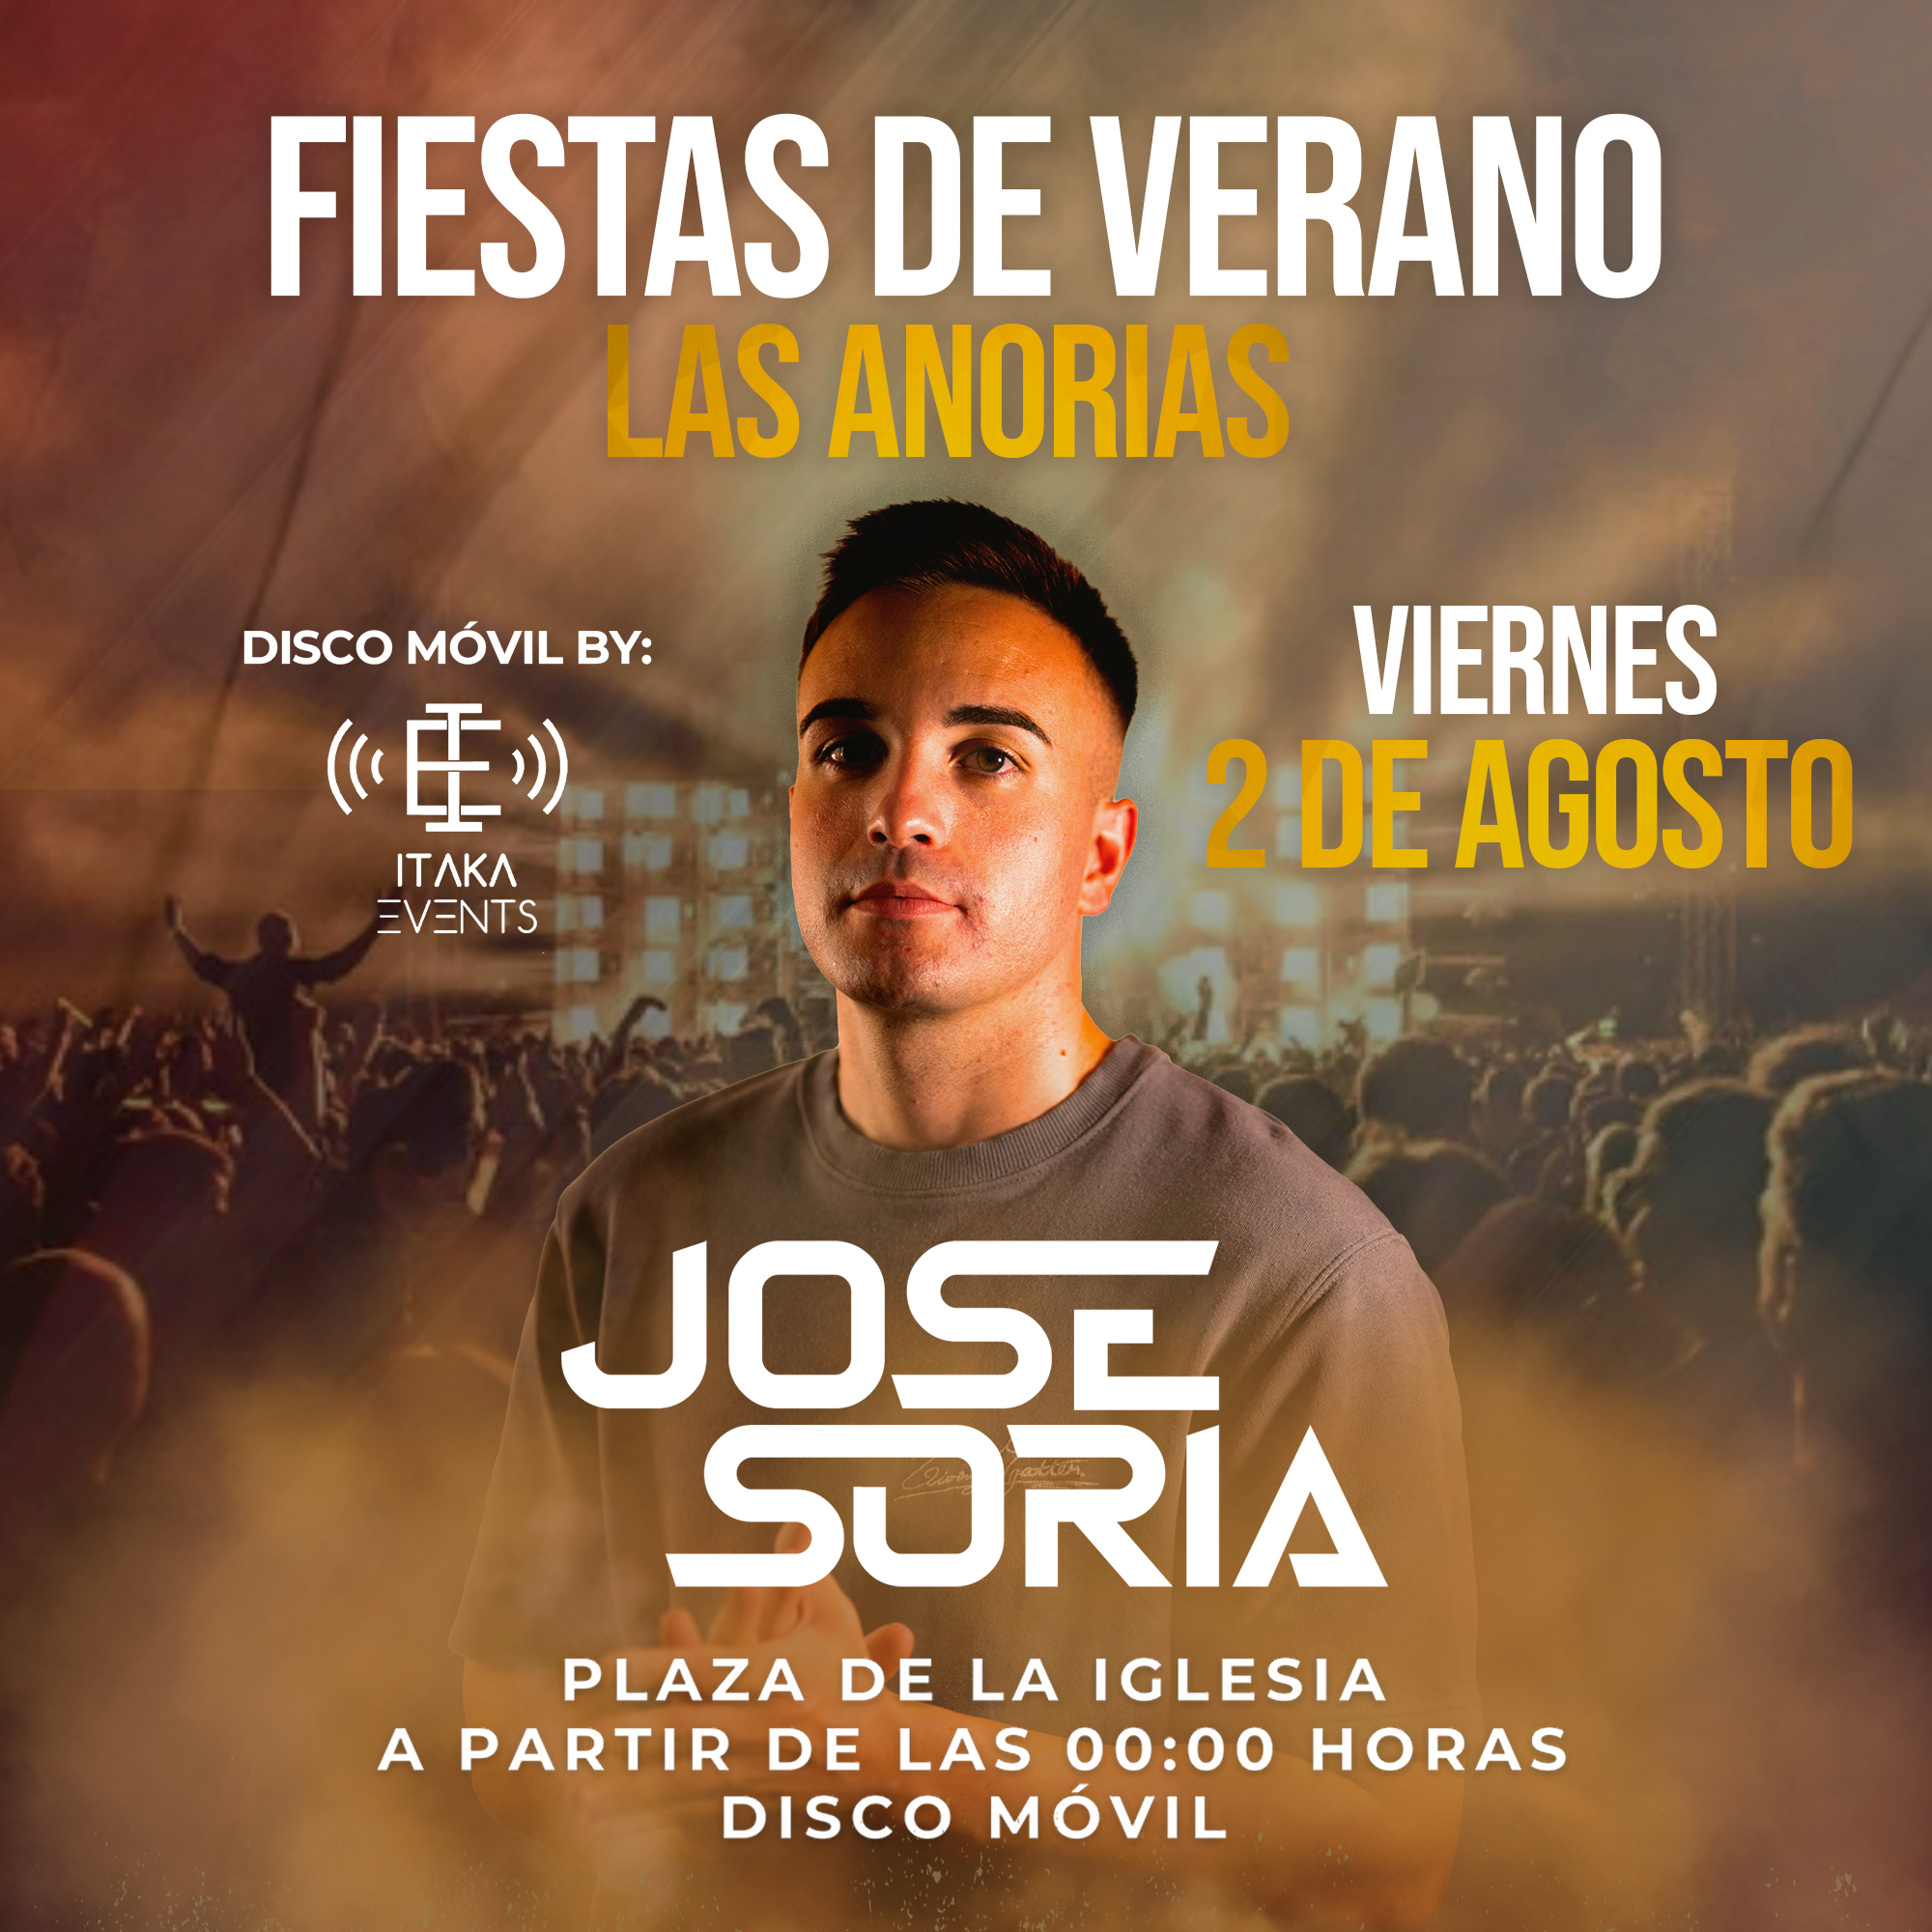 FIESTAS DE VERANO
LAS ANORIAS
DISCO MÓVIL BY:
ITAKA
EVENTS
VIERNES
2 DE AGOSTO
JOSE
SORIA
PLAZA DE LA IGLESIA
A PARTIR DE LAS 00:00 HORAS
DISCO MÓVIL